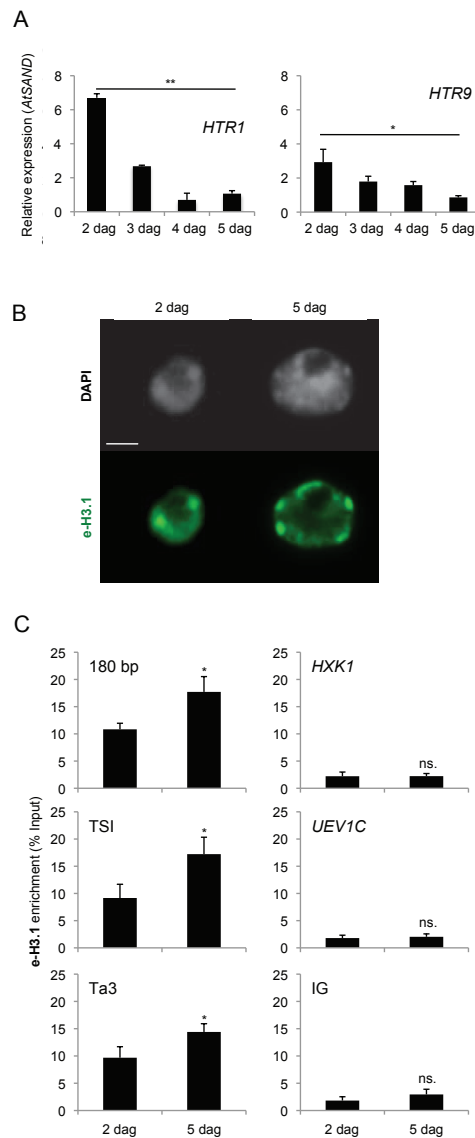 A
Relative expression (AtSAND)
8
6
4
2
0
**
HTR1
2 dag 3 dag 4 dag 5 dag
8
6
4
2
0
HTR9
*
2 dag 3 dag 4 dag 5 dag
B
2 dag 5 dag
DAPI
e-H3.1
C
e-H3.1 enrichment (% Input)
25
20
15
10
5
0
180 bp
*
25
20
15
10
5
0
HXK1
ns.
25
20
15
10
5
0
TSI
*
25
20
15
10
5
0
UEV1C
ns.
25
20
15
10
5
0
Ta3
*
2 dag 5 dag
25
20
15
10
5
0
IG
ns.
2 dag 5 dag